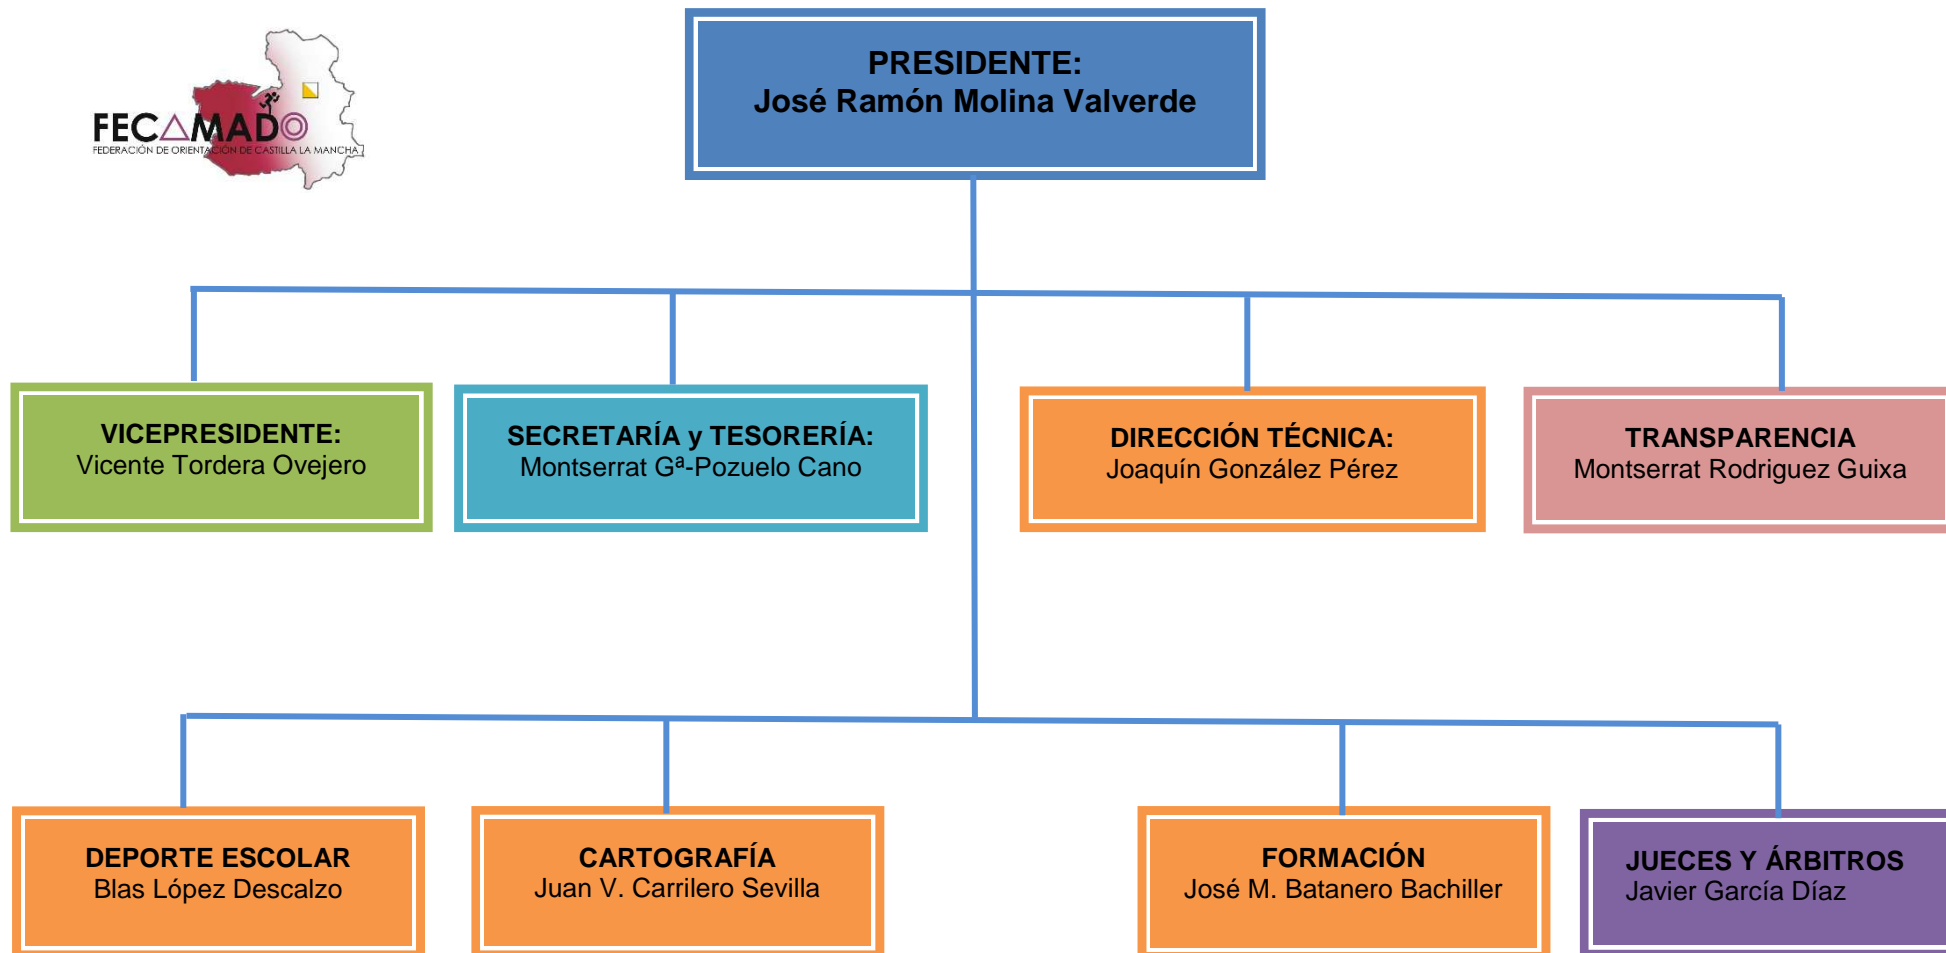 FECAMADO
FEDERACIÓN DE ORIENTACIÓN DE CASTILLA LA MANCHA
PRESIDENTE:
José Ramón Molina Valverde
VICEPRESIDENTE:
Vicente Tordera Ovejero
SECRETARÍA y TESORERÍA:
Montserrat Gª-Pozuelo Cano
DIRECCIÓN TÉCNICA:
Joaquín González Pérez
TRANSPARENCIA
Montserrat Rodriguez Guixa
DEPORTE ESCOLAR
Blas López Descalzo
CARTOGRAFÍA
Juan V. Carrilero Sevilla
FORMACIÓN
José M. Batanero Bachiller
JUECES Y ÁRBITROS
Javier García Díaz